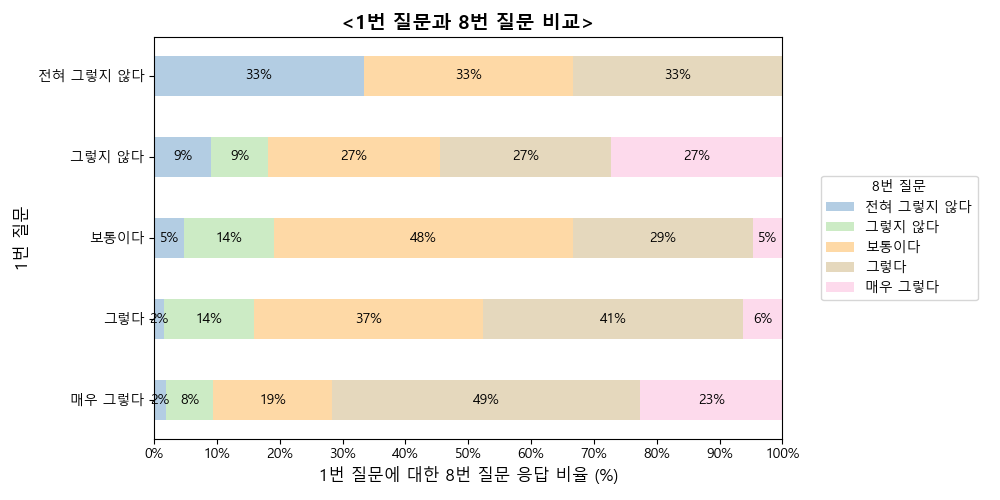 <1번 질문과 8번 질문 비교>
1번 질문
전혀 그렇지 않다
33% 33% 33%
그렇지 않다
9% 9% 27% 27% 27%
보통이다
5% 14% 48% 29% 5%
그렇다
2% 14% 37% 41% 6%
매우 그렇다
2% 8% 19% 49% 23%
0% 10% 20% 30% 40% 50% 60% 70% 80% 90% 100%
1번 질문에 대한 8번 질문 응답 비율 (%)
8번 질문
전혀 그렇지 않다
그렇지 않다
보통이다
그렇다
매우 그렇다